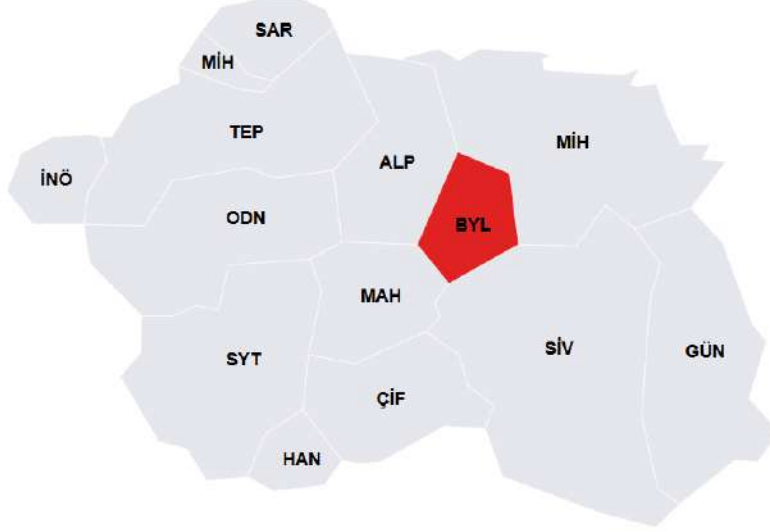 SAR
MİH
TEP
MİH
ALP
İNÖ
ODN
BYL
MAH
SİV
GÜN
SYT
ÇİF
HAN